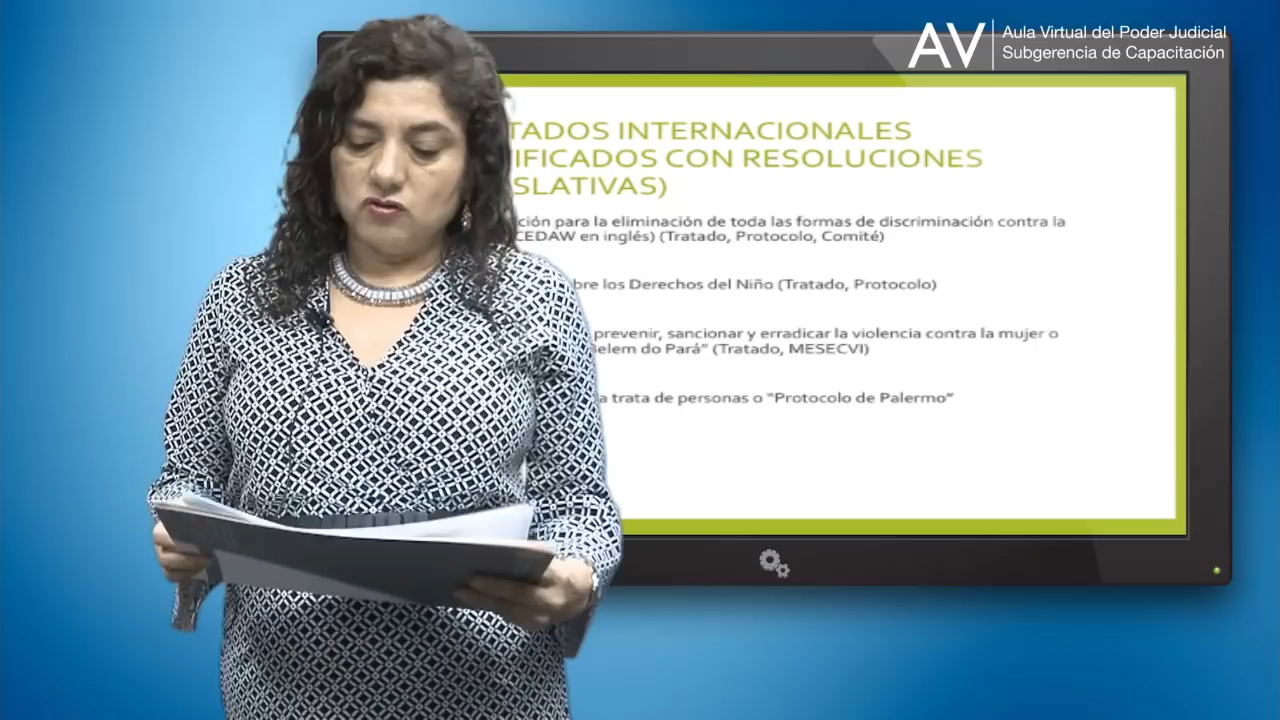 AV
Aula Virtual del Poder Judicial
Subgerencia de Capacitación
TADOS INTERNACIONALES
IFICADOS CON RESOLUCIONES
SLATIVAS)
ción para la eliminación de toda las formas de discriminación contra la
CEDAW en inglés) (Tratado, Protocolo, Comité)
bre los Derechos del Niño (Tratado, Protocolo)
prevenir, sancionar y erradicar la violencia contra la mujer o
Belem do Pará" (Tratado, MESECVI)
a trata de personas o "Protocolo de Palermo"